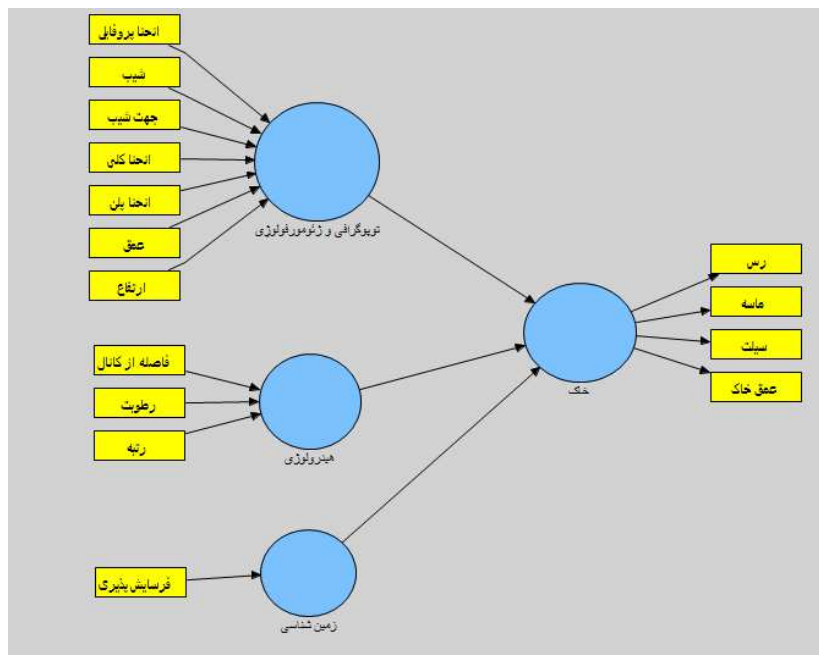 انحنا پروفایلی
شیب
جهت شیب
انحنا کلی
انحنا پلن
عمق
ارتفاع
توپوگرافی و ژئومورفولوژی
رس
ماسه
سیلت
عمق خاک
خاک
فاصله از کانال
رطوبت
رتبه
هیدرولوژی
فرسایش پذیری
زمین شناسی